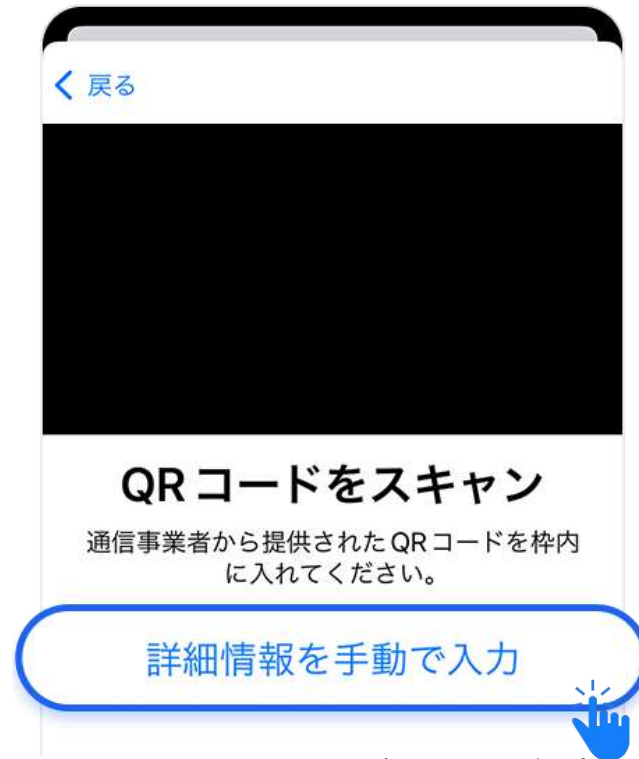 戻る
QRコードをスキャン
通信事業者から提供されたQRコードを枠内
に入れてください。
詳細情報を手動で入力